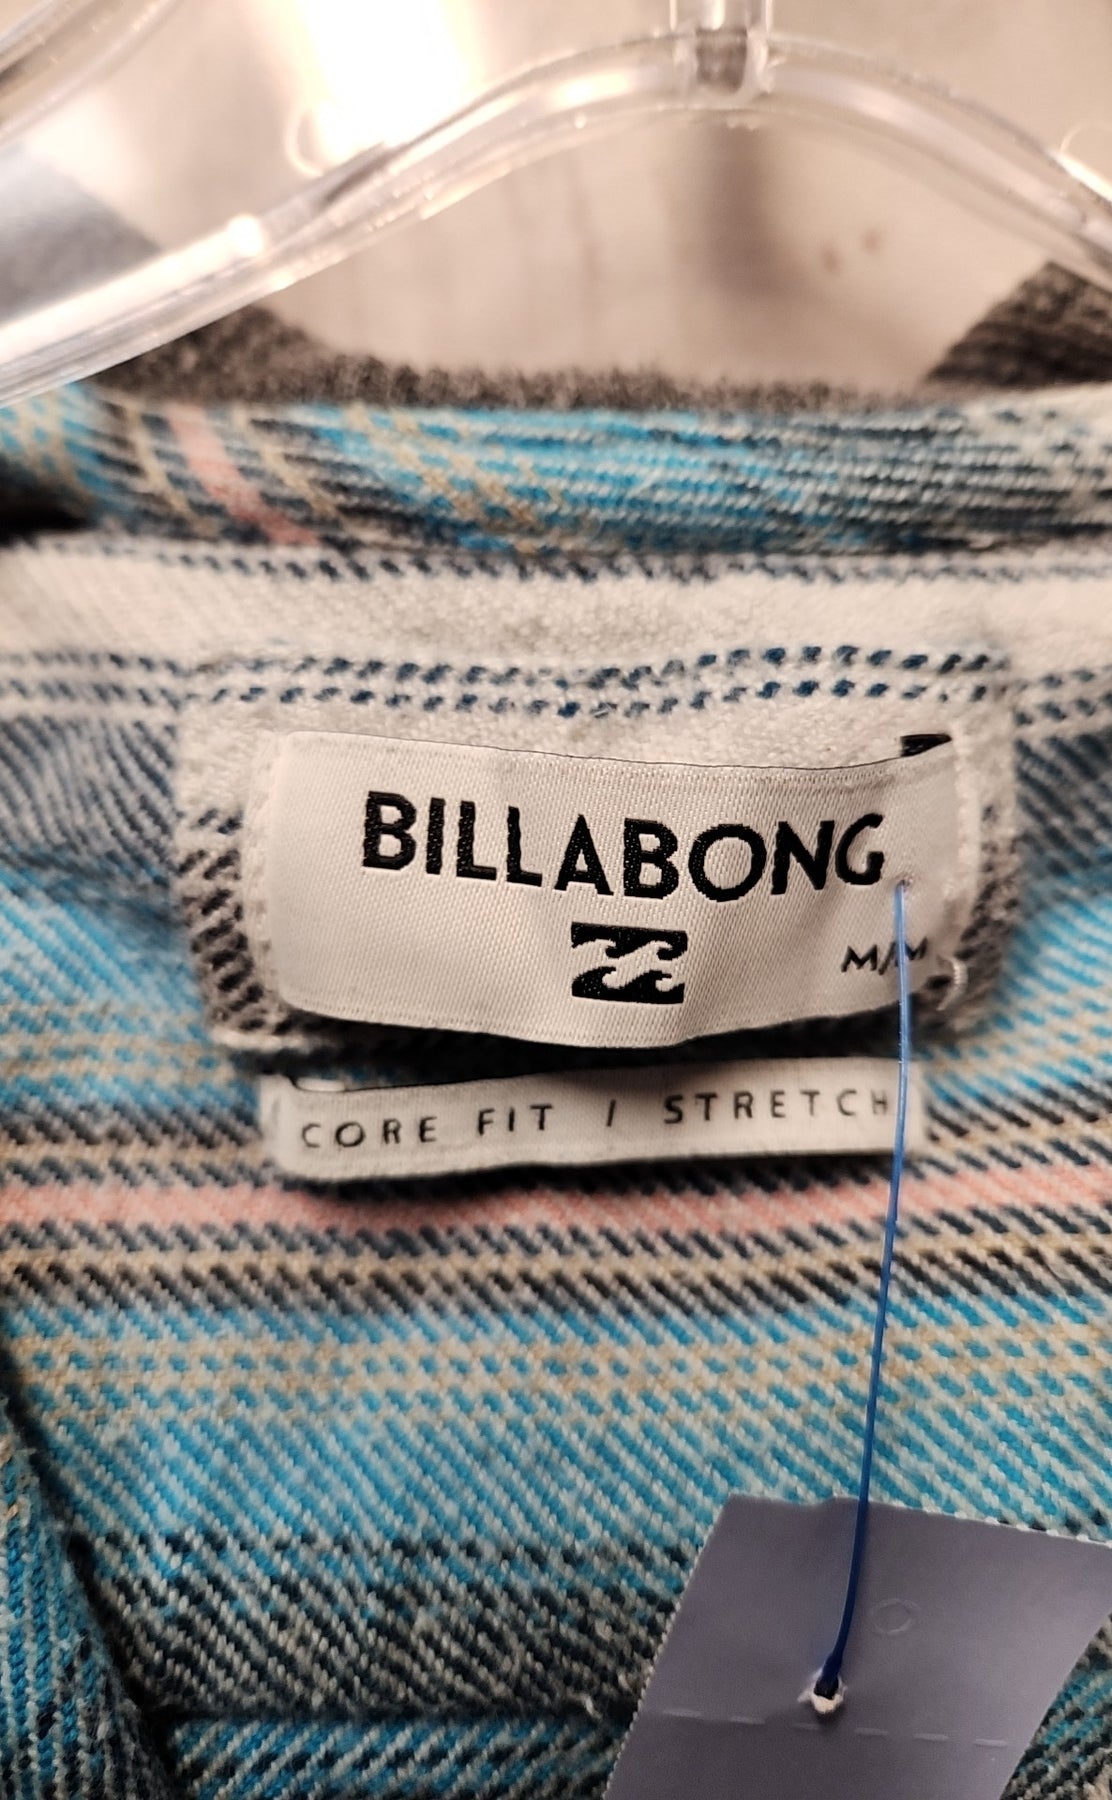 BILLABONG
M/M
CORE FIT / STRETCH